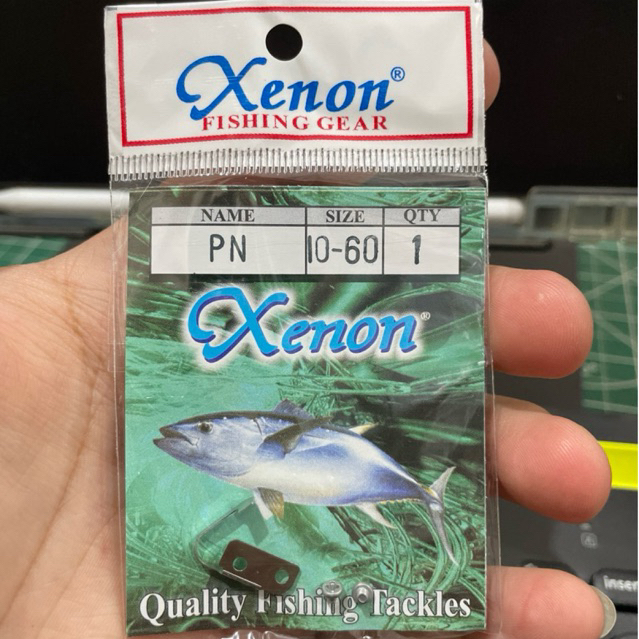 Xenon®
FISHING GEAR
NAME SIZE QTY
PN 10-60 1
Xenon®
Quality Fishing Tackles